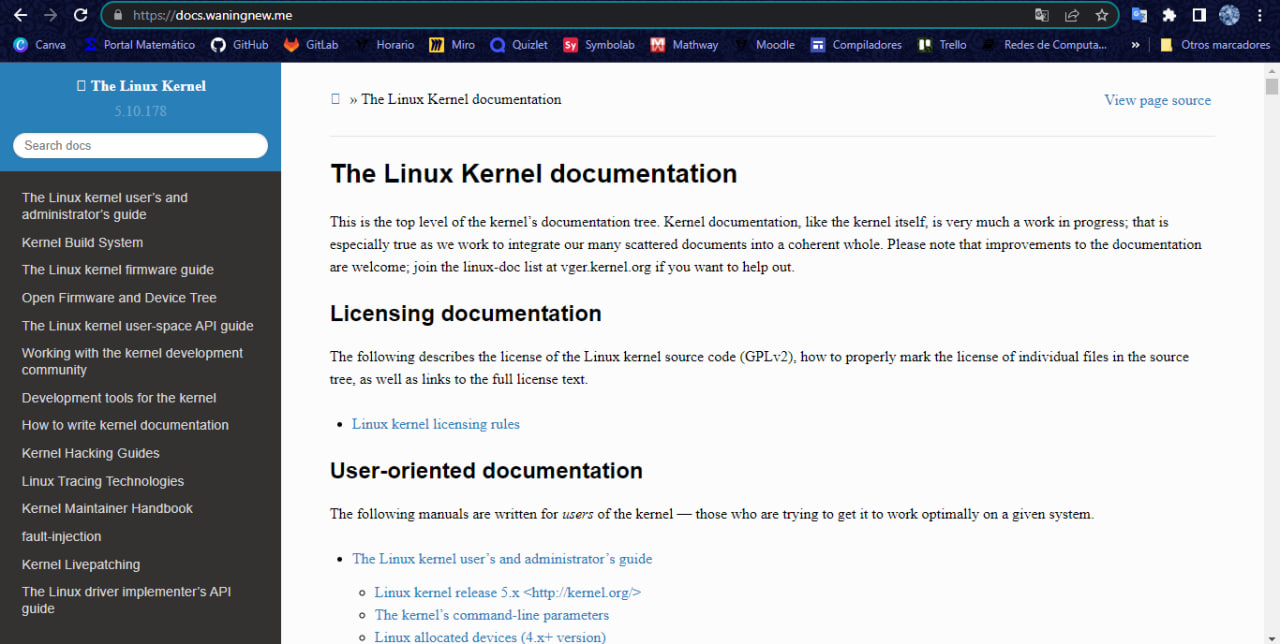 https://docs.waningnew.me
Canva
Portal Matemático
GitHub
GitLab
Horario
Miro
Quizlet
Sy Symbolab
Mathway
Moodle
Compiladores
Trello
Redes de Computa...
»
Otros marcadores
The Linux Kernel
5.10.178
Search docs
The Linux kernel user's and
administrator's guide
Kernel Build System
The Linux kernel firmware guide
Open Firmware and Device Tree
The Linux kernel user-space API guide
Working with the kernel development
community
Development tools for the kernel
How to write kernel documentation
Kernel Hacking Guides
Linux Tracing Technologies
Kernel Maintainer Handbook
fault-injection
Kernel Livepatching
The Linux driver implementer's API
guide
» The Linux Kernel documentation
View page source
The Linux Kernel documentation
This is the top level of the kernel's documentation tree. Kernel documentation, like the kernel itself, is very much a work in progress; that is
especially true as we work to integrate our many scattered documents into a coherent whole. Please note that improvements to the documentation
are welcome; join the linux-doc list at vger.kernel.org if you want to help out.
Licensing documentation
The following describes the license of the Linux kernel source code (GPLv2), how to properly mark the license of individual files in the source
tree, as well as links to the full license text.
• Linux kernel licensing rules
User-oriented documentation
The following manuals are written for users of the kernel — those who are trying to get it to work optimally on a given system.
• The Linux kernel user's and administrator's guide
◦ Linux kernel release 5.x <http://kernel.org/>
◦ The kernel's command-line parameters
◦ Linux allocated devices (4.x+ version)